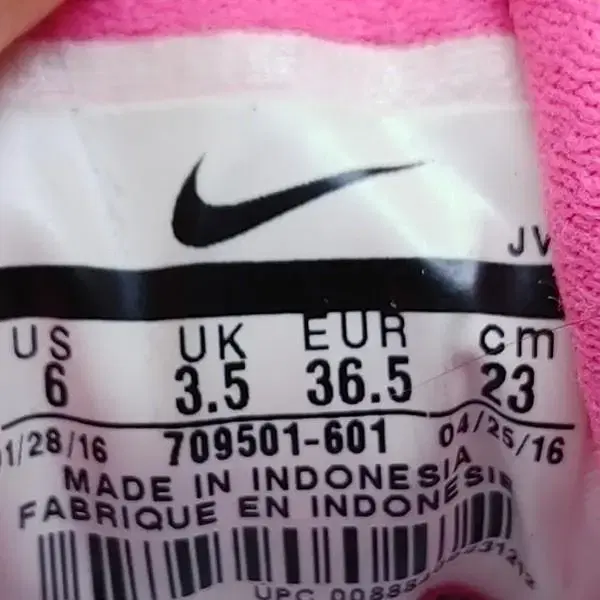 JV
US UK EUR cm
6 3.5 36.5 23
01/28/16 709501-601 04/25/16
MADE IN INDONESIA
FABRIQUE EN INDONESIE
UPC